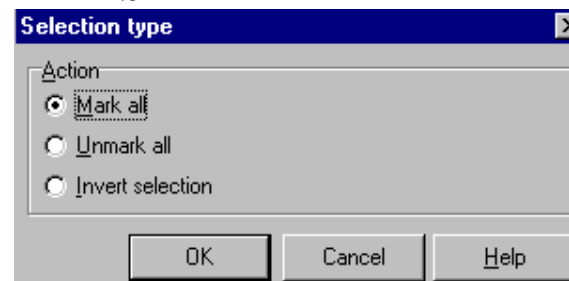 Selection type
Action
Mark all
Unmark all
Invert selection
OK Cancel Help